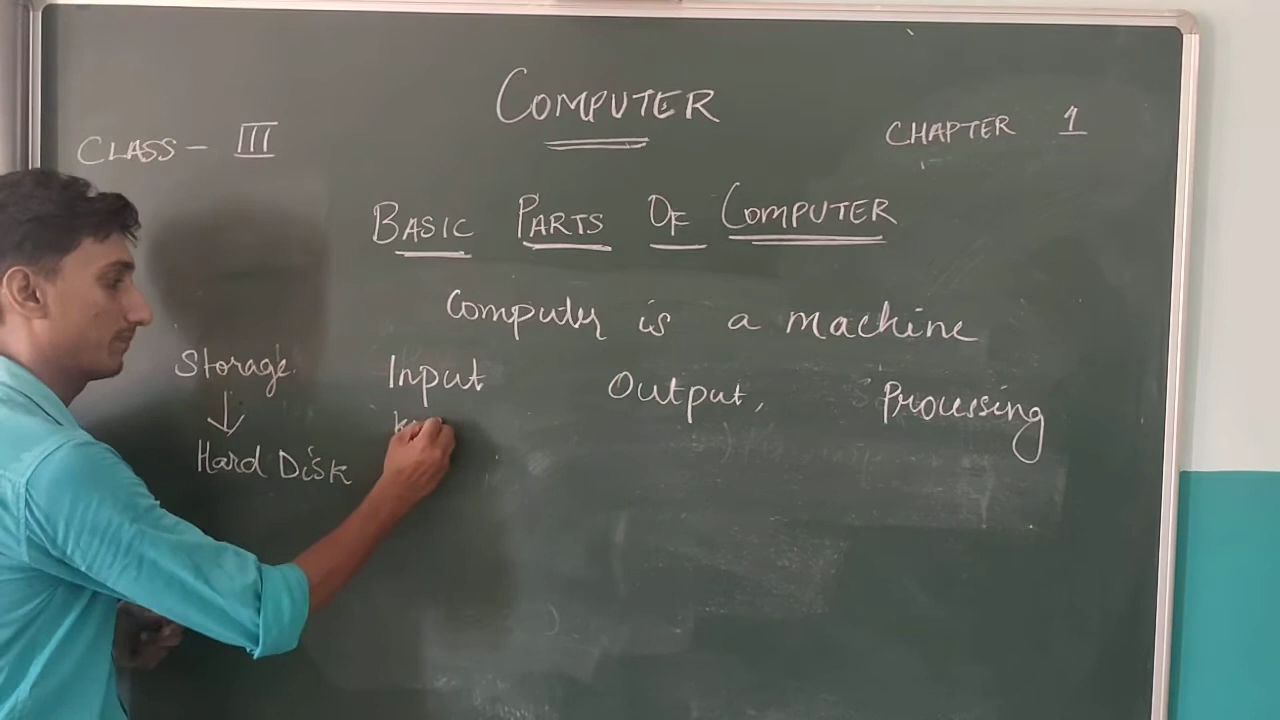 COMPUTER
CLASS- III
CHAPTER 1
BASIC PARTS OF COMPUTER
Computer is a machine
Storage. Input Output, Processing
Hard Disk